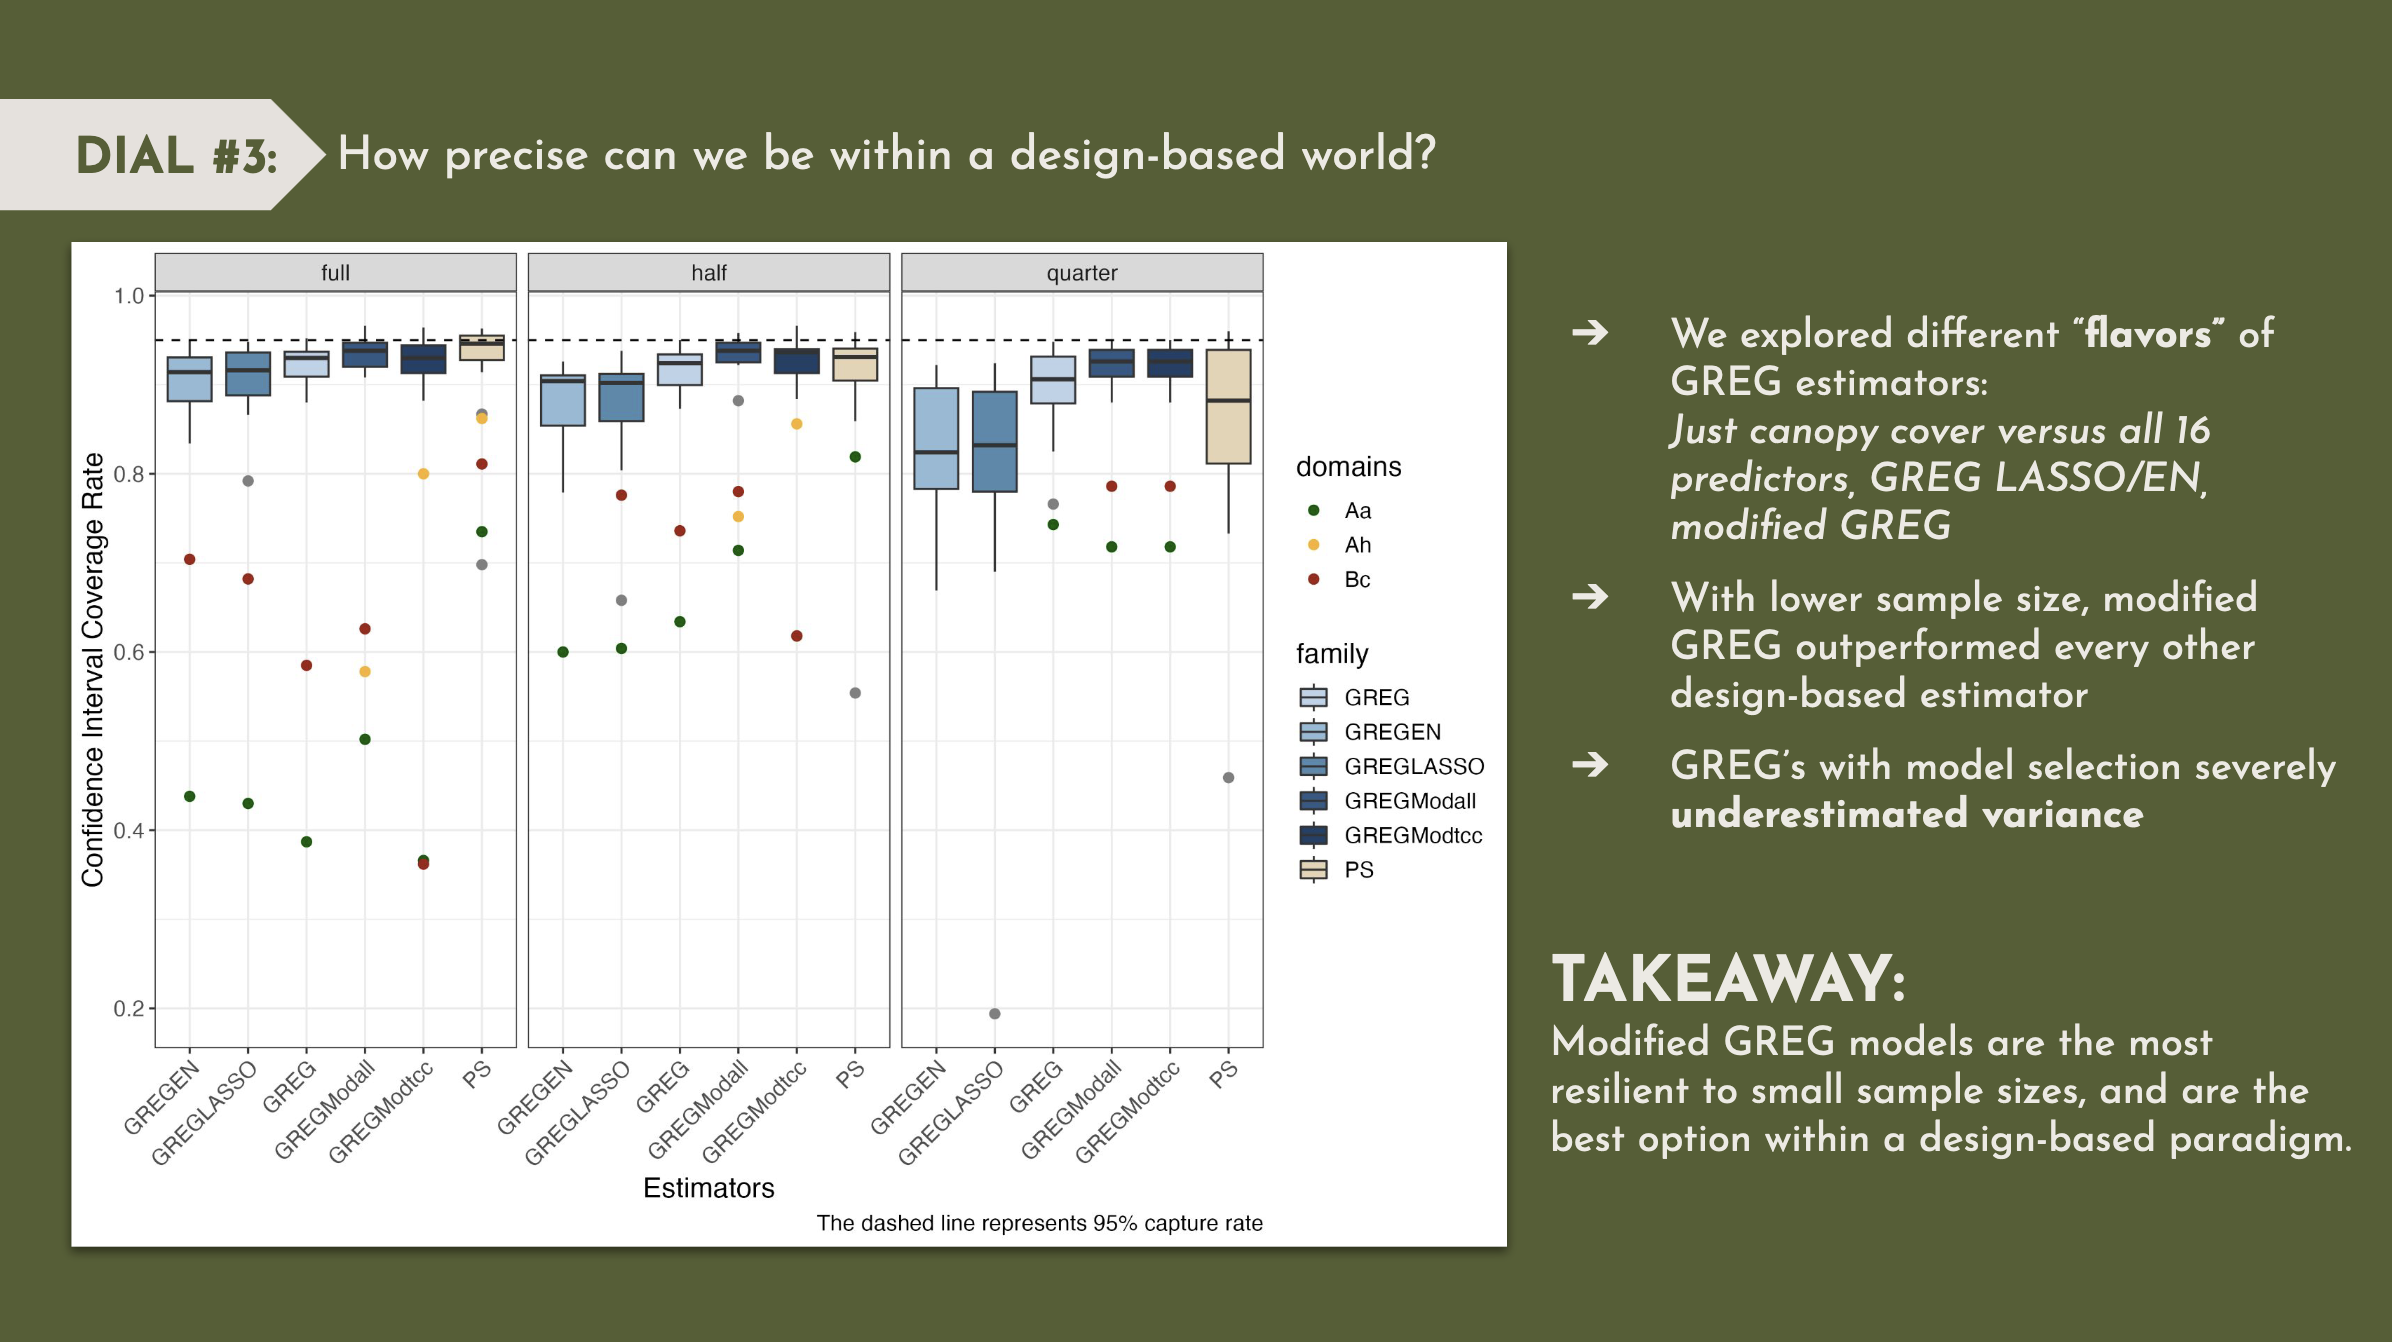 DIAL #3:
How precise can we be within a design-based world?
full
half
quarter
1.0
0.8
0.6
0.4
0.2
Confidence Interval Coverage Rate
GREGEN
GREGLASSO
GREG
GREGModall
GREGModtcc
PS
GREGEN
GREGLASSO
GREG
GREGModall
GREGModtcc
PS
GREGEN
GREGLASSO
GREG
GREGModall
GREGModtcc
PS
Estimators
The dashed line represents 95% capture rate
domains
Aa
Ah
Bc
family
GREG
GREGEN
GREGLASSO
GREGModall
GREGModtcc
PS
➔ We explored different “flavors” of
GREG estimators:
Just canopy cover versus all 16
predictors, GREG LASSO/EN,
modified GREG
➔ With lower sample size, modified
GREG outperformed every other
design-based estimator
➔ GREG’s with model selection severely
underestimated variance
TAKEAWAY:
Modified GREG models are the most
resilient to small sample sizes, and are the
best option within a design-based paradigm.